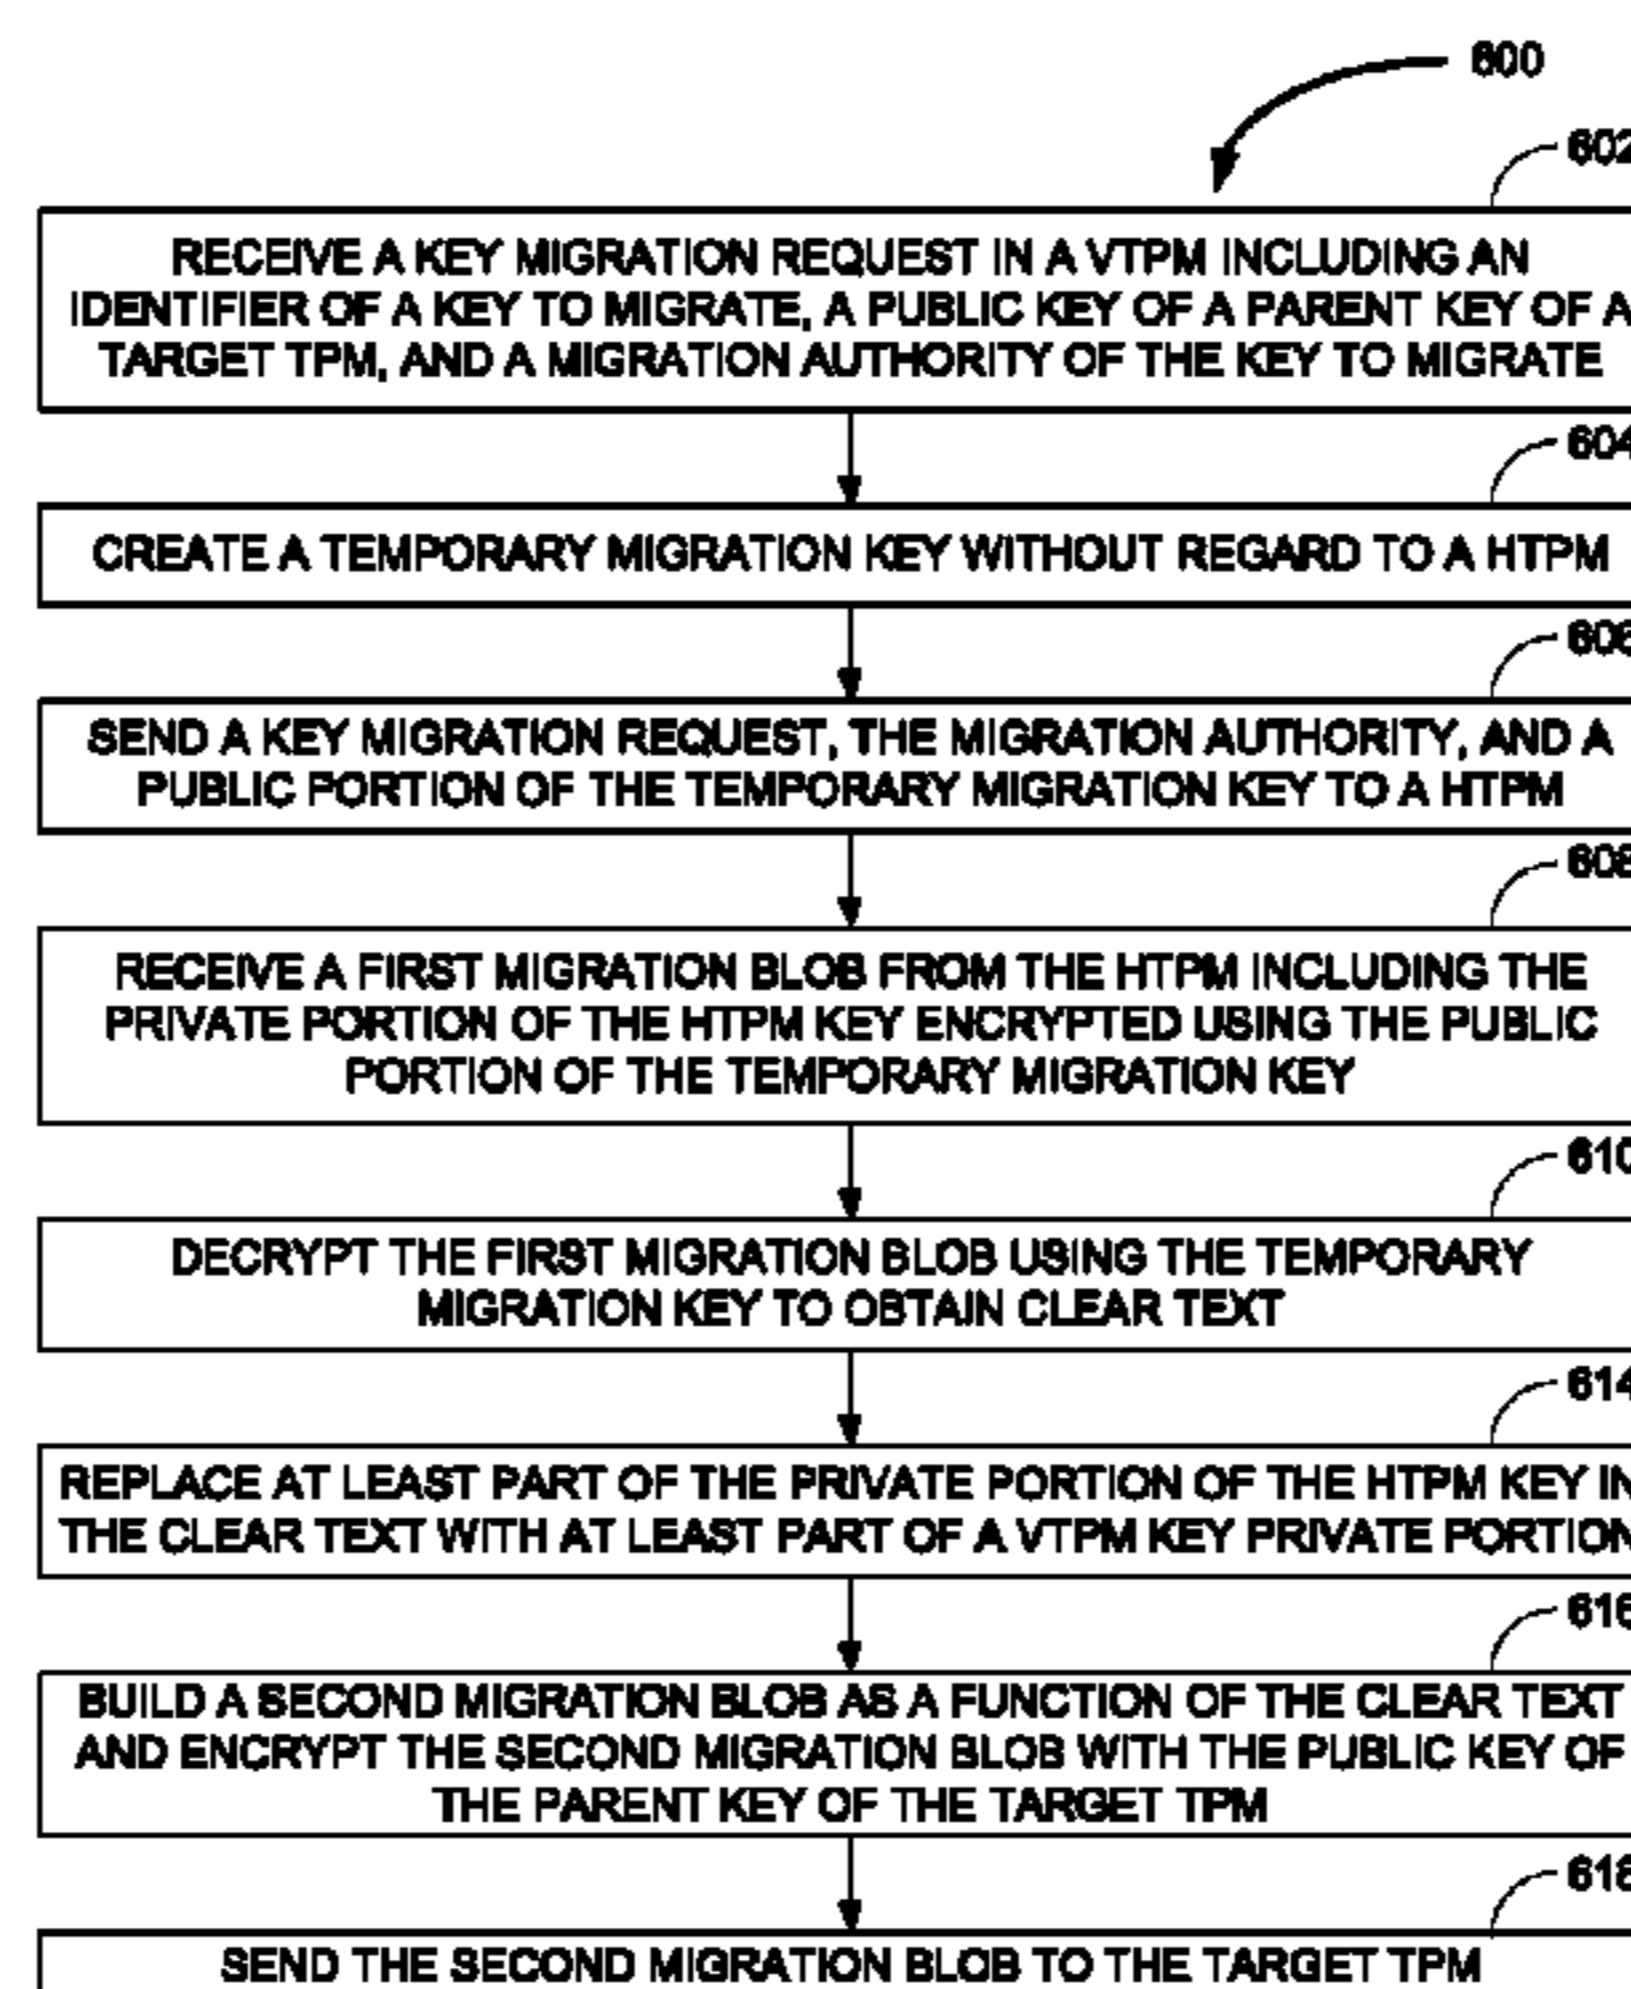 600
602
RECEIVE A KEY MIGRATION REQUEST IN A VTPM INCLUDING AN
IDENTIFIER OF A KEY TO MIGRATE, A PUBLIC KEY OF A PARENT KEY OF A
TARGET TPM, AND A MIGRATION AUTHORITY OF THE KEY TO MIGRATE
604
CREATE A TEMPORARY MIGRATION KEY WITHOUT REGARD TO A HTPM
606
SEND A KEY MIGRATION REQUEST, THE MIGRATION AUTHORITY, AND A
PUBLIC PORTION OF THE TEMPORARY MIGRATION KEY TO A HTPM
608
RECEIVE A FIRST MIGRATION BLOB FROM THE HTPM INCLUDING THE
PRIVATE PORTION OF THE HTPM KEY ENCRYPTED USING THE PUBLIC
PORTION OF THE TEMPORARY MIGRATION KEY
610
DECRYPT THE FIRST MIGRATION BLOB USING THE TEMPORARY
MIGRATION KEY TO OBTAIN CLEAR TEXT
614
REPLACE AT LEAST PART OF THE PRIVATE PORTION OF THE HTPM KEY IN
THE CLEAR TEXT WITH AT LEAST PART OF A VTPM KEY PRIVATE PORTION
616
BUILD A SECOND MIGRATION BLOB AS A FUNCTION OF THE CLEAR TEXT
AND ENCRYPT THE SECOND MIGRATION BLOB WITH THE PUBLIC KEY OF
THE PARENT KEY OF THE TARGET TPM
618
SEND THE SECOND MIGRATION BLOB TO THE TARGET TPM